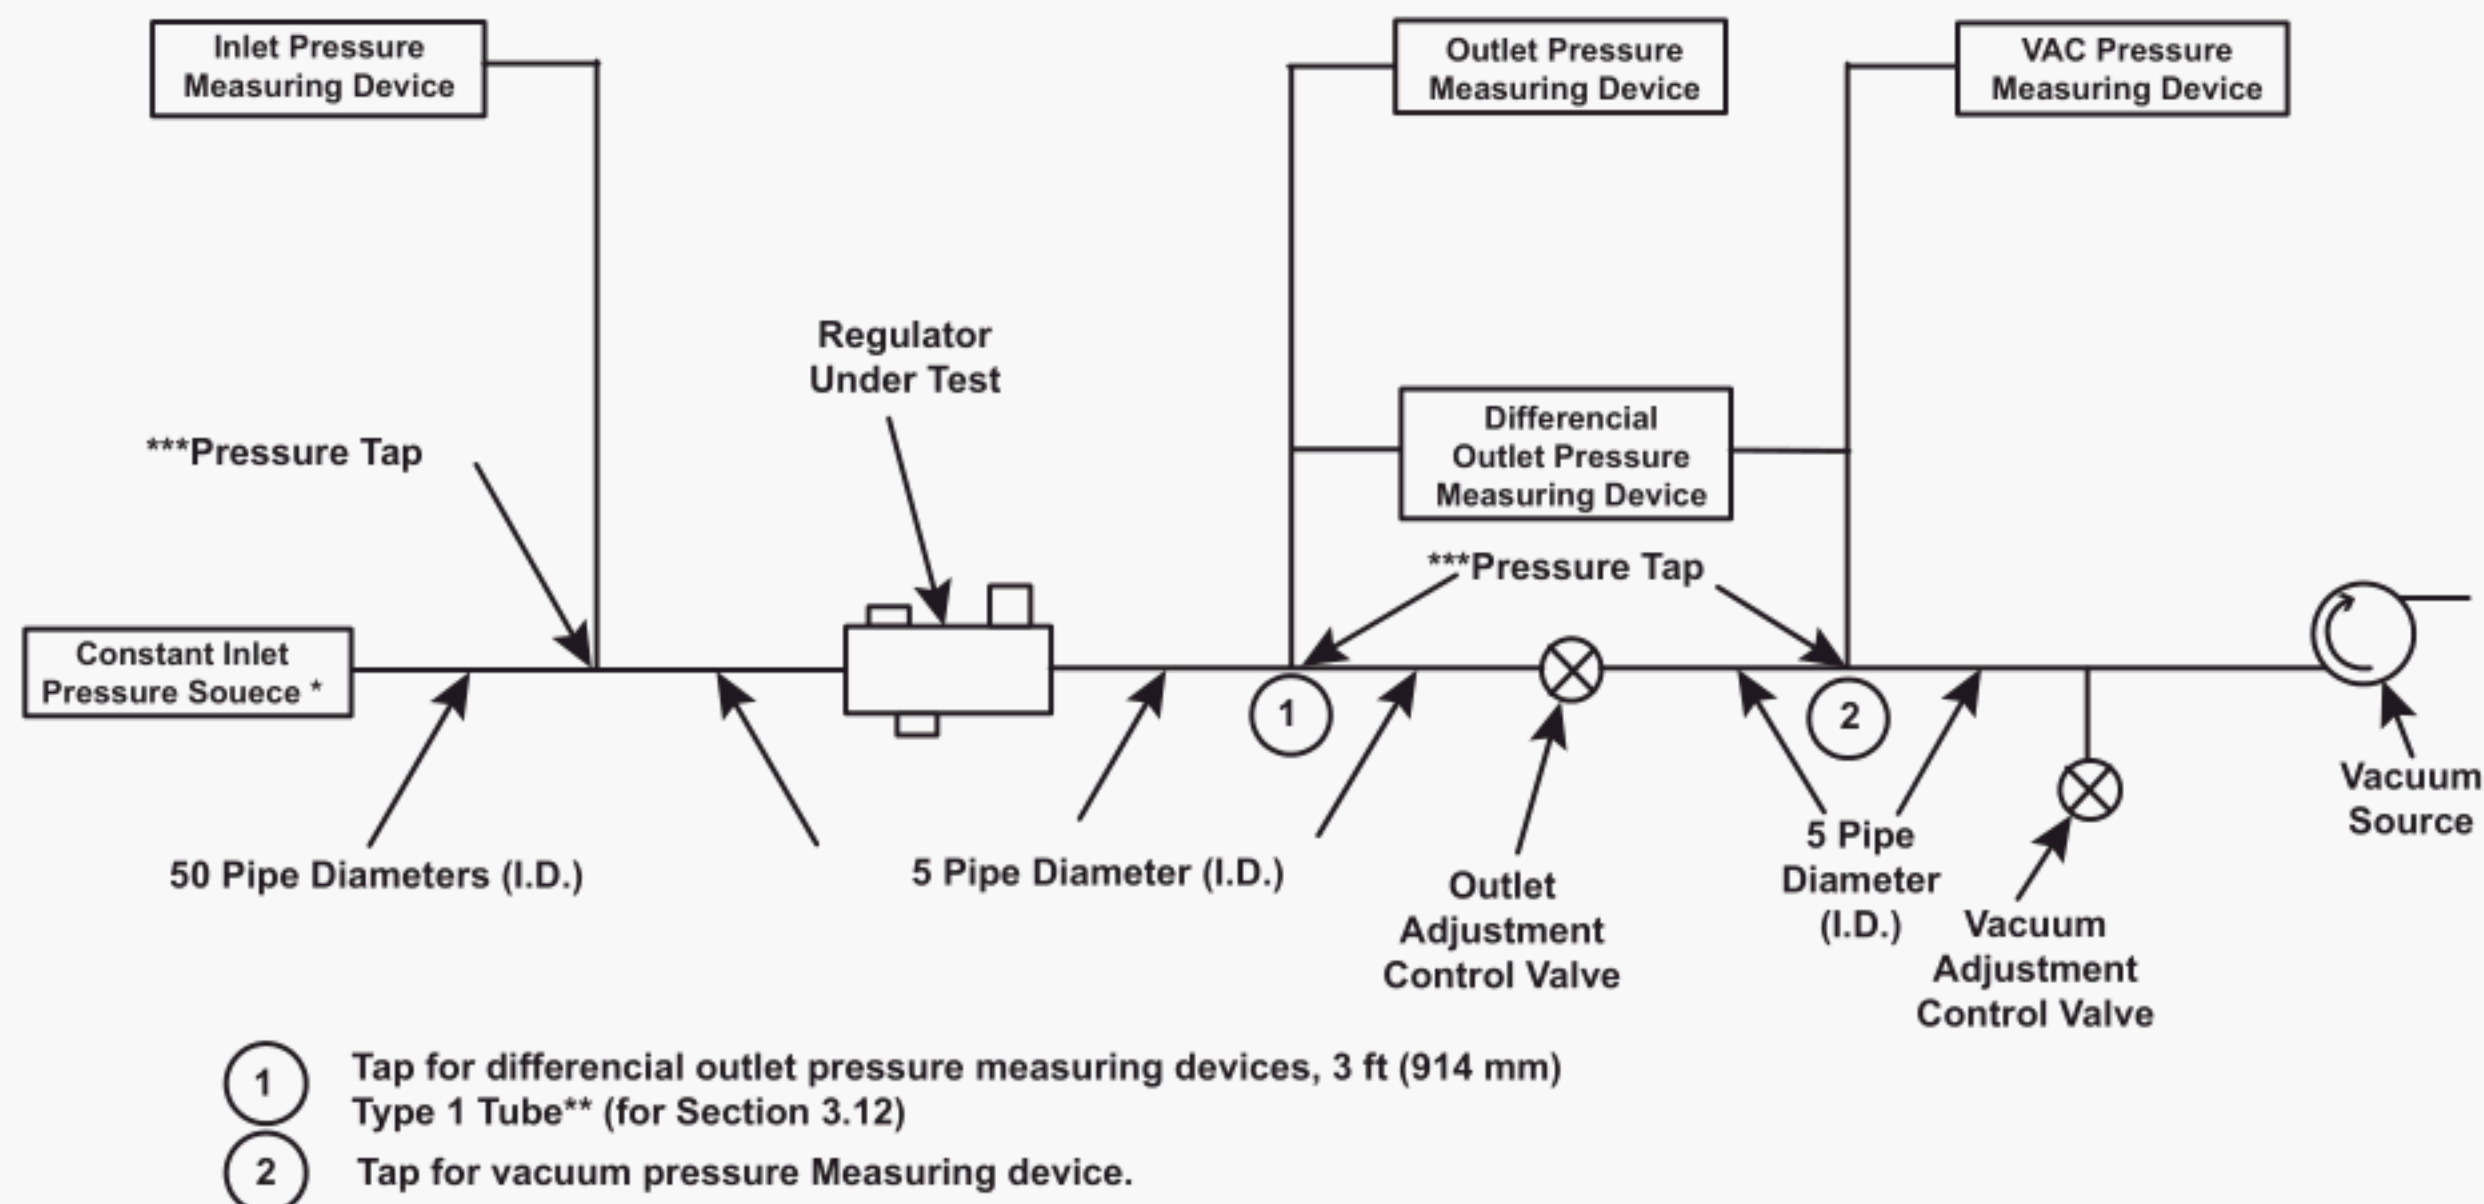 Inlet Pressure
Measuring Device
Outlet Pressure
Measuring Device
VAC Pressure
Measuring Device
Regulator
Under Test
***Pressure Tap
Differencial
Outlet Pressure
Measuring Device
***Pressure Tap
Constant Inlet
Pressure Souece *
1
2
Vacuum
Source
50 Pipe Diameters (I.D.)
5 Pipe Diameter (I.D.)
Outlet
Adjustment
Control Valve
5 Pipe
Diameter
(I.D.)
Vacuum
Adjustment
Control Valve
1 Tap for differencial outlet pressure measuring devices, 3 ft (914 mm)
Type 1 Tube** (for Section 3.12)
2 Tap for vacuum pressure Measuring device.